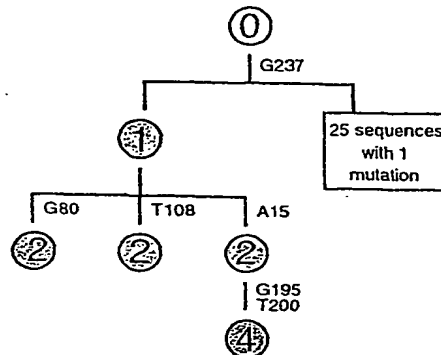 0
G237
1
25 sequences
with 1
mutation
G80
T108
A15
2
2
2
G195
T200
4